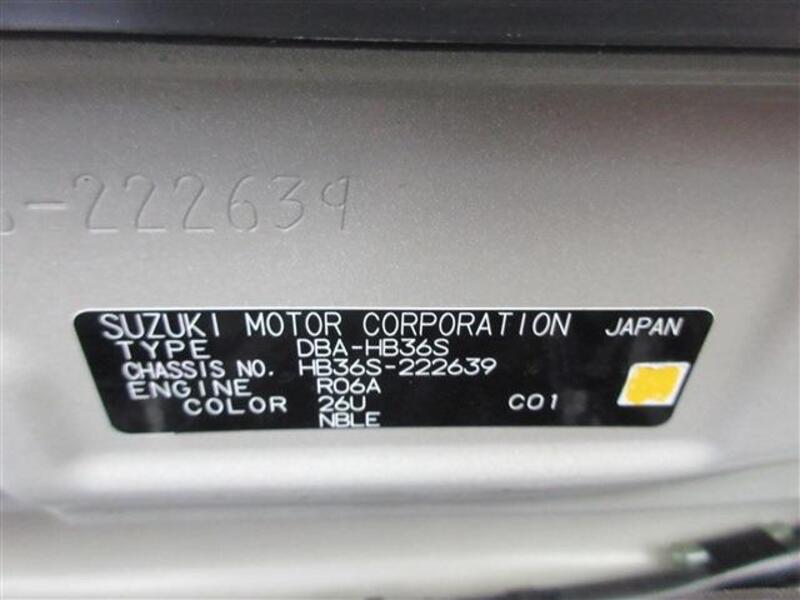 -222639
SUZUKI MOTOR CORPORATION JAPAN
TYPE DBA-HB36S
CHASSIS NO. HB36S-222639
ENGINE R06A
COLOR 26U C01
NBLE